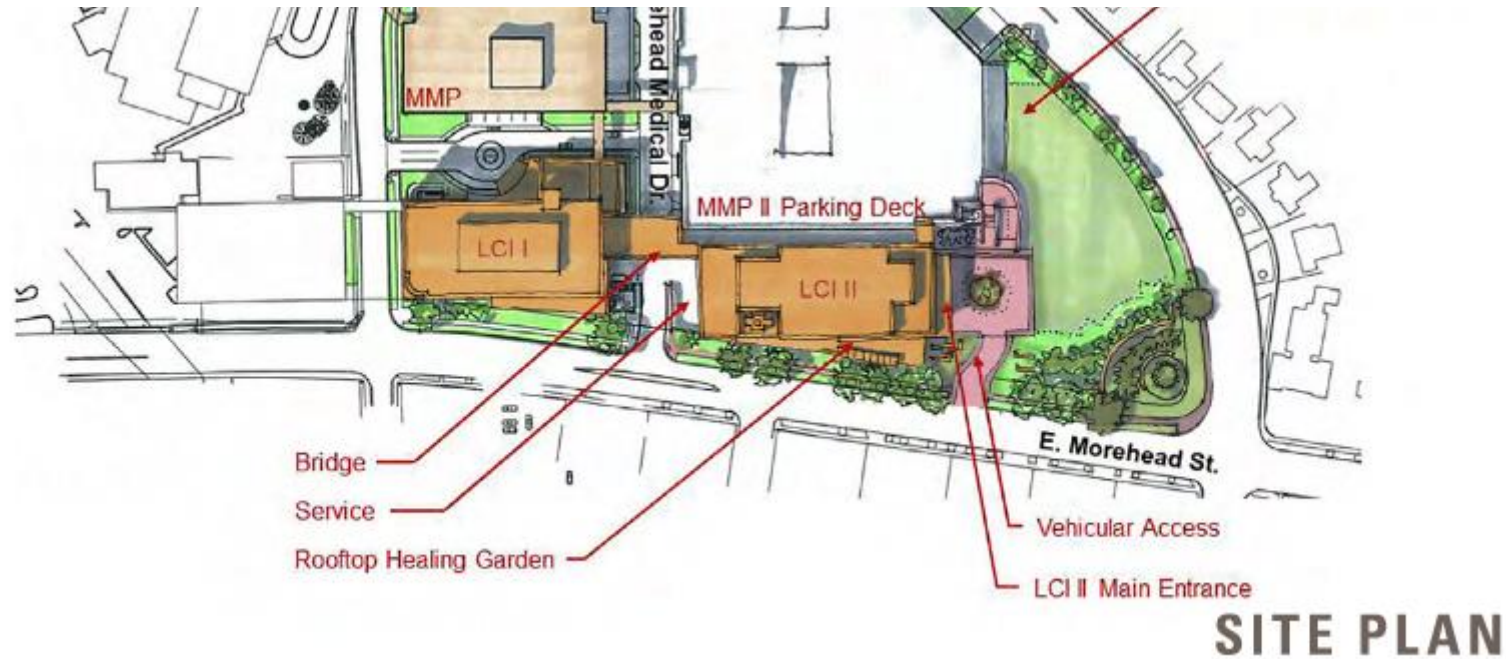 MMP
ehead Medical Dr.
MMP II Parking Deck
LCI I
LCI II
E. Morehead St.
Bridge
Service
Rooftop Healing Garden
Vehicular Access
LCI II Main Entrance
SITE PLAN